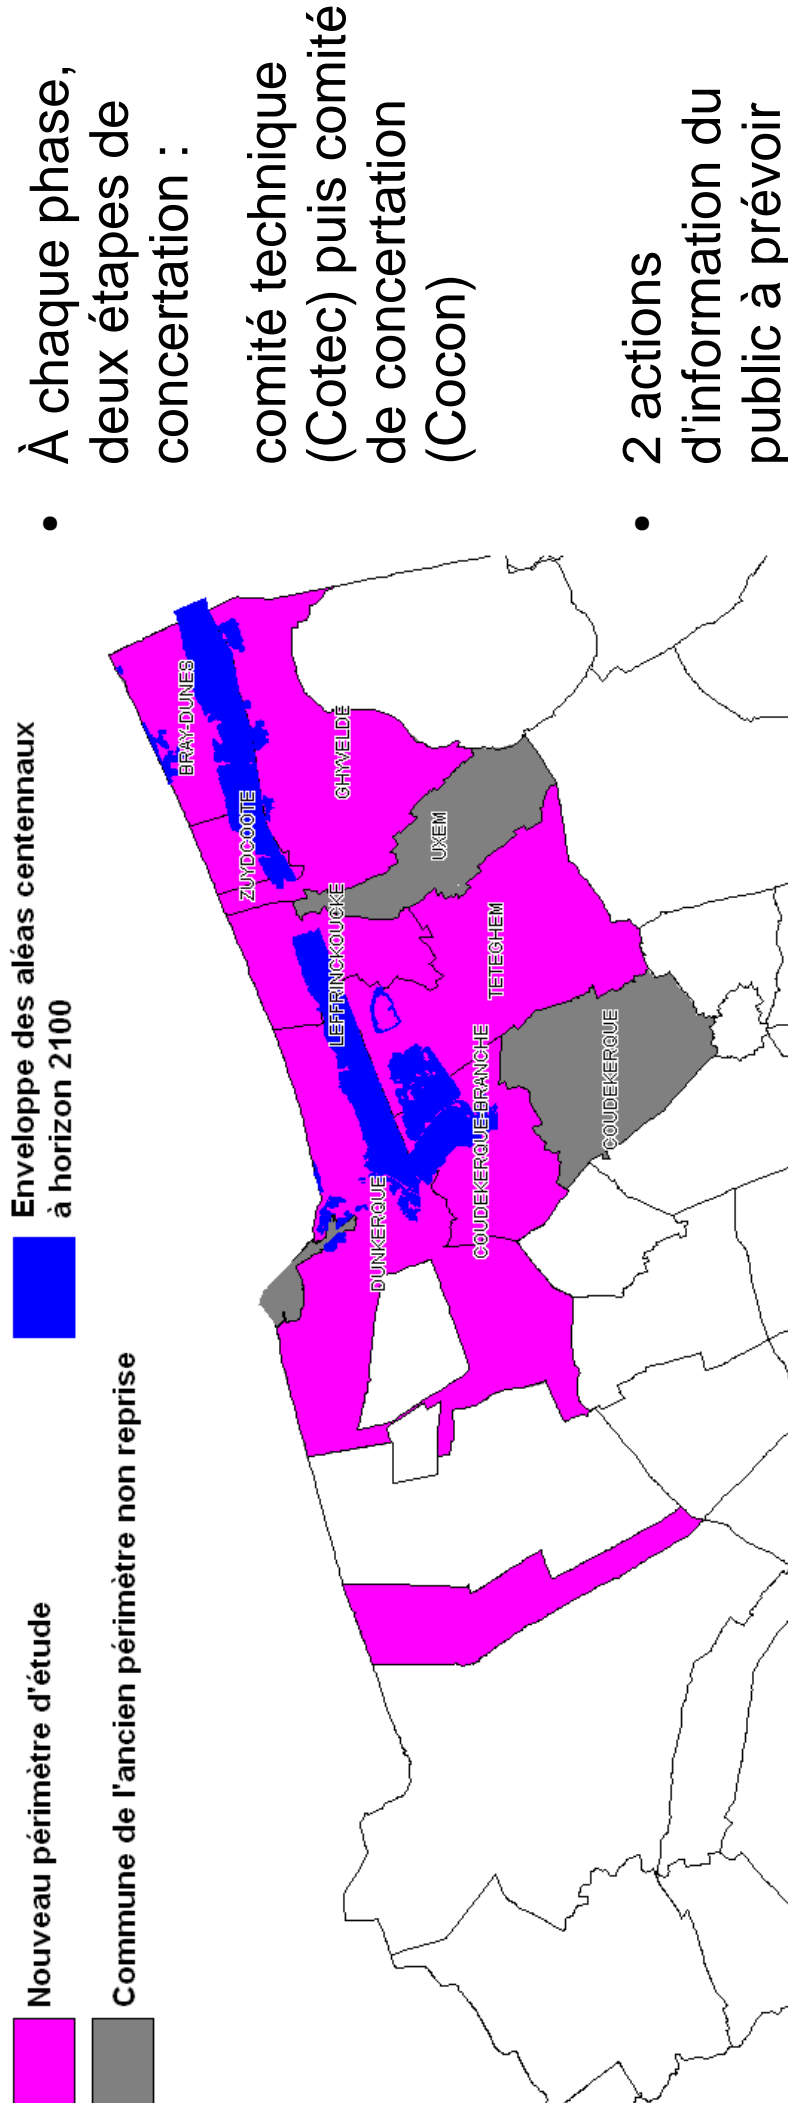 Nouveau périmètre d'étude
Commune de l'ancien périmètre non reprise
Enveloppe des aléas centennaux
à horizon 2100
BRAY-DUNES
ZUYDCOOTE
GHYVELDE
LEFFRINCKOUCKE
UXEM
TETEGHEM
DUNKERQUE
COUDEKERQUE-BRANCHE
COUDEKERQUE
• À chaque phase,
deux étapes de
concertation :
comité technique
(Cotec) puis comité
de concertation
(Cocon)
• 2 actions
d'information du
public à prévoir